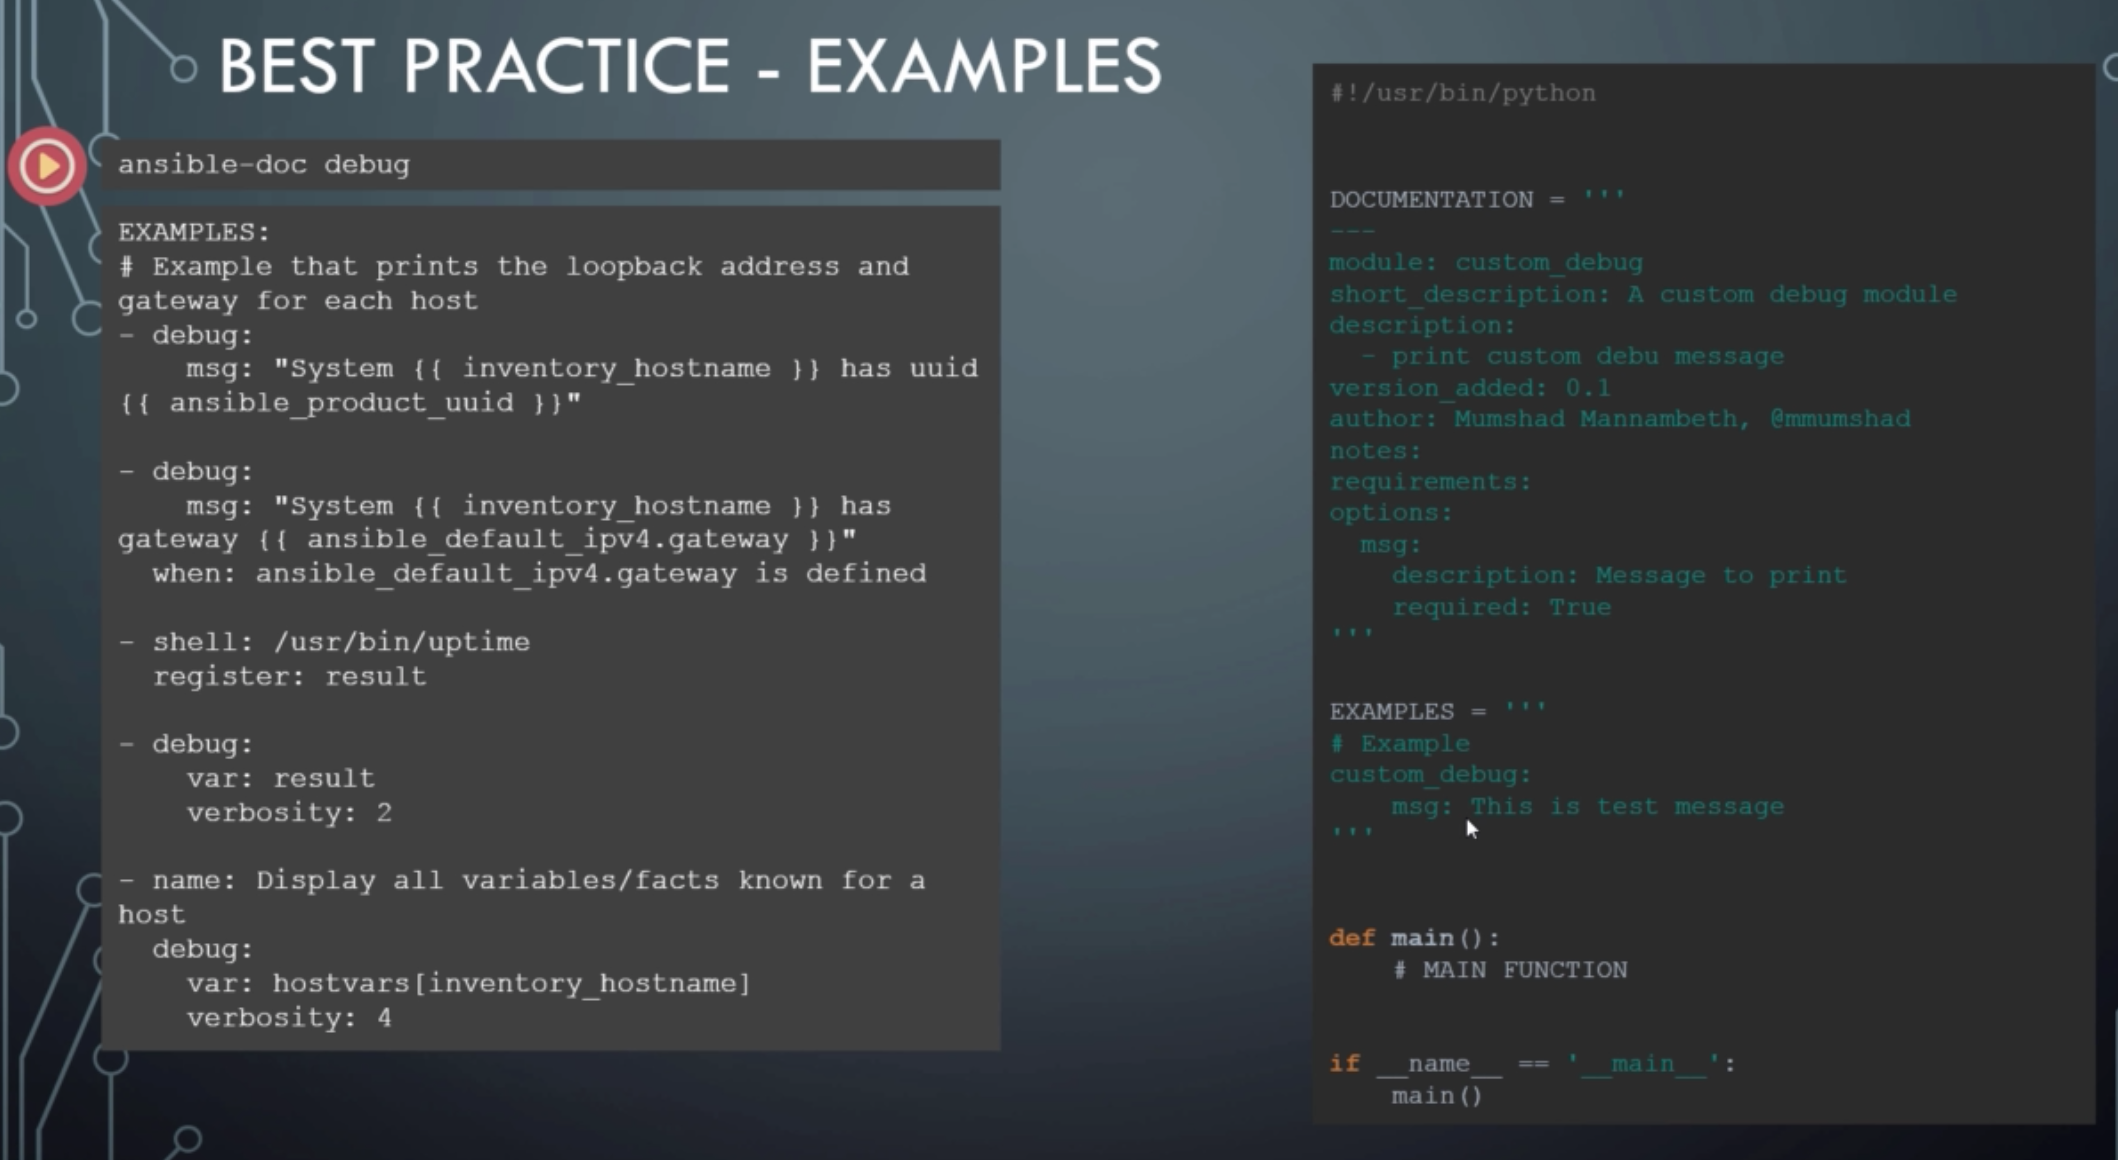 BEST PRACTICE - EXAMPLES
ansible-doc debug
EXAMPLES:
# Example that prints the loopback address and
gateway for each host
- debug:
    msg: "System {{ inventory_hostname }} has uuid
{{ ansible_product_uuid }}"

- debug:
    msg: "System {{ inventory_hostname }} has
gateway {{ ansible_default_ipv4.gateway }}"
  when: ansible_default_ipv4.gateway is defined

- shell: /usr/bin/uptime
  register: result

- debug:
    var: result
    verbosity: 2

- name: Display all variables/facts known for a
host
  debug:
    var: hostvars[inventory_hostname]
    verbosity: 4
#!/usr/bin/python

DOCUMENTATION = '''
---
module: custom_debug
short_description: A custom debug module
description:
  - print custom debu message
version_added: 0.1
author: Mumshad Mannambeth, @mmumshad
notes:
requirements:
options:
  msg:
    description: Message to print
    required: True
'''

EXAMPLES = '''
# Example
custom_debug:
    msg: This is test message
'''

def main():
    # MAIN FUNCTION

if __name__ == '__main__':
    main()